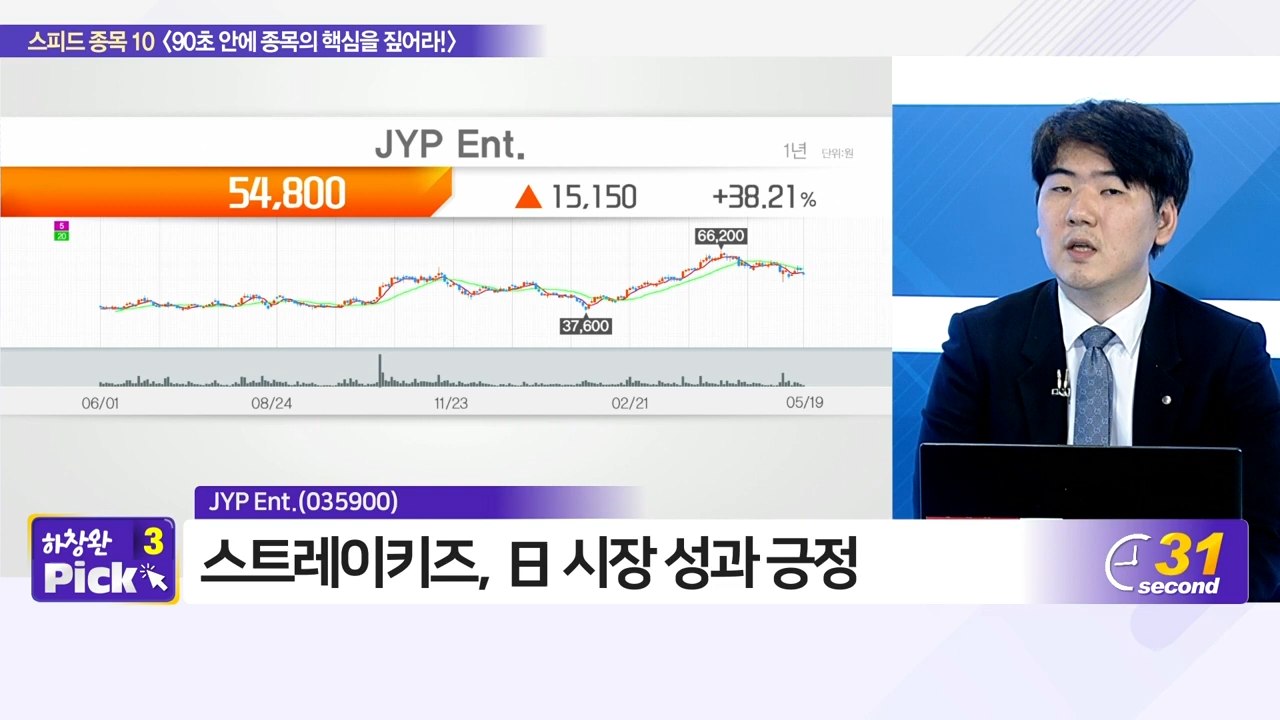 스피드 종목 10 〈90초 안에 종목의 핵심을 짚어라!〉
JYP Ent.
1년 단위:원
54,800 ▲ 15,150 +38.21%
5
20
66,200
37,600
06/01 08/24 11/23 02/21 05/19
JYP Ent.(035900)
하창완 3
Pick
스트레이키즈, 日 시장 성과 긍정
31
second